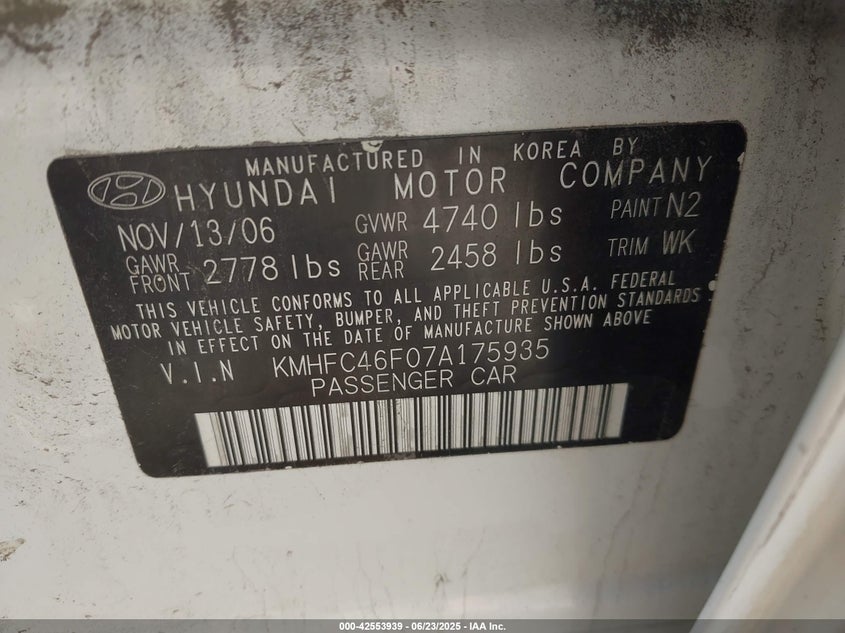 MANUFACTURED IN KOREA BY
HYUNDAI MOTOR COMPANY
NOV/13/06 GVWR 4740 lbs PAINT N2
GAWR FRONT 2778 lbs GAWR REAR 2458 lbs TRIM WK
THIS VEHICLE CONFORMS TO ALL APPLICABLE U.S.A. FEDERAL
MOTOR VEHICLE SAFETY, BUMPER, AND THEFT PREVENTION STANDARDS
IN EFFECT ON THE DATE OF MANUFACTURE SHOWN ABOVE
V.I.N KMHFC46F07A175935
PASSENGER CAR
000-42553939 - 06/23/2025 - IAA Inc.